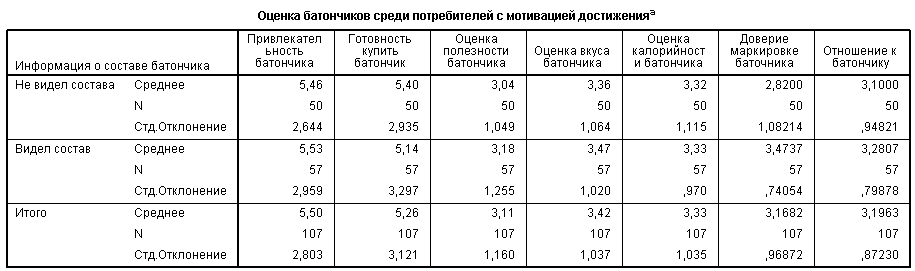 Оценка батончиков среди потребителей с мотивацией достиженияª
Привлекател Готовность Оценка Оценка Доверие
ьность купить полезности Оценка вкуса калорийност маркировке Отношение к
Информация о составе батончика батончика батончик батончика батончика и батончика баточника батончику
Не видел состава Среднее 5,46 5,40 3,04 3,36 3,32 2,8200 3,1000
N 50 50 50 50 50 50 50
Стд.Отклонение 2,644 2,935 1,049 1,064 1,115 1,08214 ,94821
Видел состав Среднее 5,53 5,14 3,18 3,47 3,33 3,4737 3,2807
N 57 57 57 57 57 57 57
Стд.Отклонение 2,959 3,297 1,255 1,020 ,970 ,74054 ,79878
Итого Среднее 5,50 5,26 3,11 3,42 3,33 3,1682 3,1963
N 107 107 107 107 107 107 107
Стд.Отклонение 2,803 3,121 1,160 1,037 1,035 ,96872 ,87230